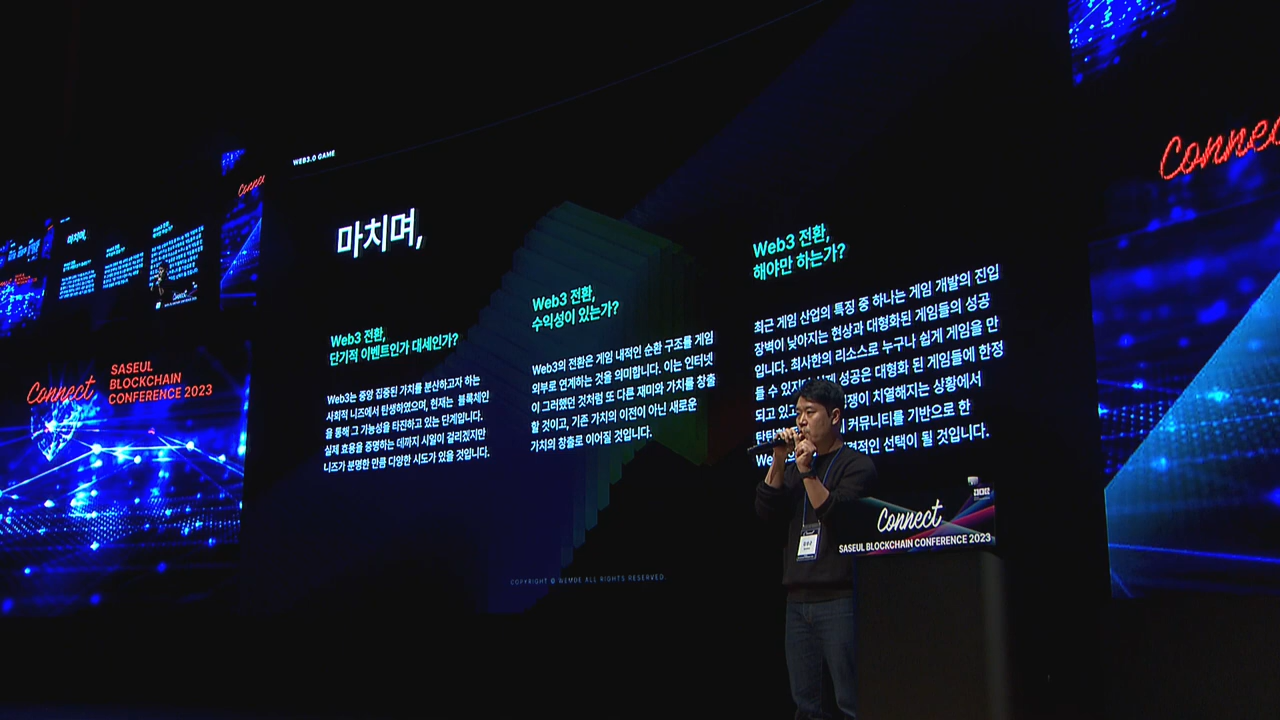 WEB3.0 GAME
마치며,
Web3 전환,
단기적 이벤트인가 대세인가?
Web3는 중앙 집중된 가치를 분산하고자 하는
사회적 니즈에서 탄생하였으며, 현재는 블록체인
을 통해 그 가능성을 타진하고 있는 단계입니다.
실제 효용을 증명하는 데까지 시일이 걸리겠지만
니즈가 분명한 만큼 다양한 시도가 있을 것입니다.
Web3 전환,
수익성이 있는가?
Web3의 전환은 게임 내적인 순환 구조를 게임
외부로 연계하는 것을 의미합니다. 이는 인터넷
이 그러했던 것처럼 또 다른 재미와 가치를 창출
할 것이고, 기존 가치의 이전이 아닌 새로운
가치의 창출로 이어질 것입니다.
Web3 전환,
해야만 하는가?
최근 게임 산업의 특징 중 하나는 게임 개발의 진입
장벽이 낮아지는 현상과 대형화된 게임들의 성공
입니다. 최사한의 리소스로 누구나 쉽게 게임을 만
들 수 있지 성공은 대형화 된 게임들에 한정
되고 있 치열해지는 상황에서
커뮤니티를 기반으로 한
선택이 될 것입니다.
COPYRIGHT © WEMDE ALL RIGHTS RESERVED.
Connect
SASEUL
BLOCKCHAIN
CONFERENCE 2023
Connect
SASEUL BLOCKCHAIN CONFERENCE 2023
Connec
Connec
마치며,